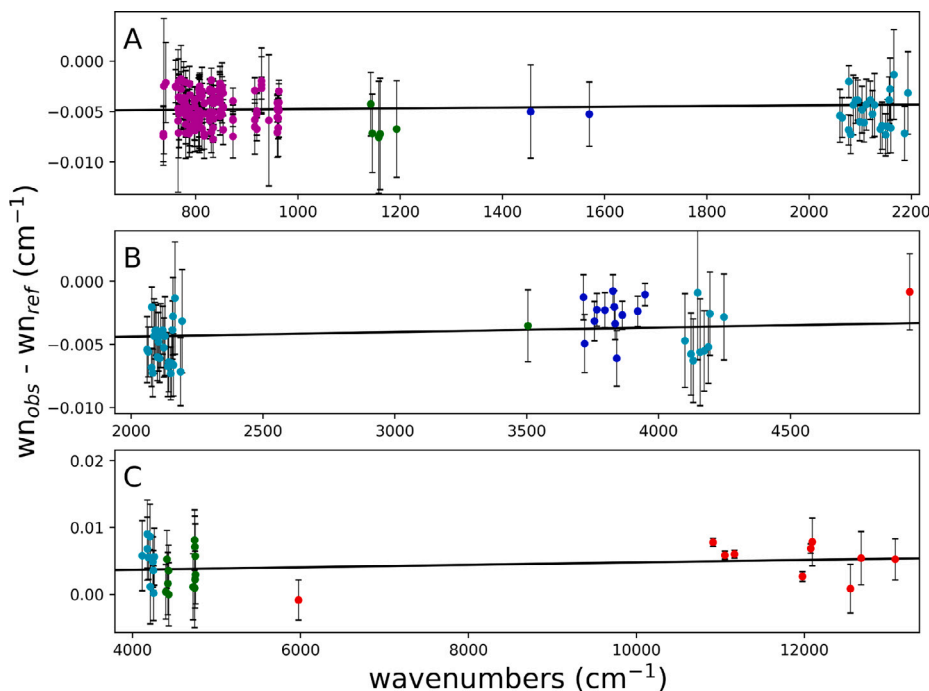 A
0.000
−0.005
−0.010
800 1000 1200 1400 1600 1800 2000 2200
B
0.000
−0.005
−0.010
2000 2500 3000 3500 4000 4500
C
0.02
0.01
0.00
4000 6000 8000 10000 12000
wn_obs - wn_ref (cm⁻¹)
wavenumbers (cm⁻¹)